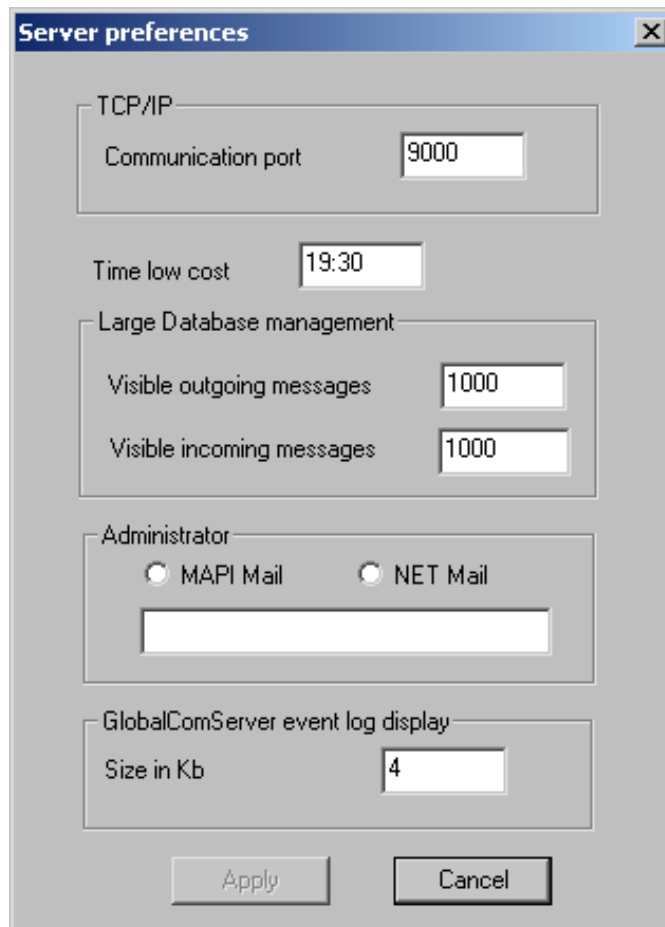 Server preferences
TCP/IP
Communication port 9000
Time low cost 19:30
Large Database management
Visible outgoing messages 1000
Visible incoming messages 1000
Administrator
MAPI Mail NET Mail
GlobalComServer event log display
Size in Kb 4
Apply Cancel